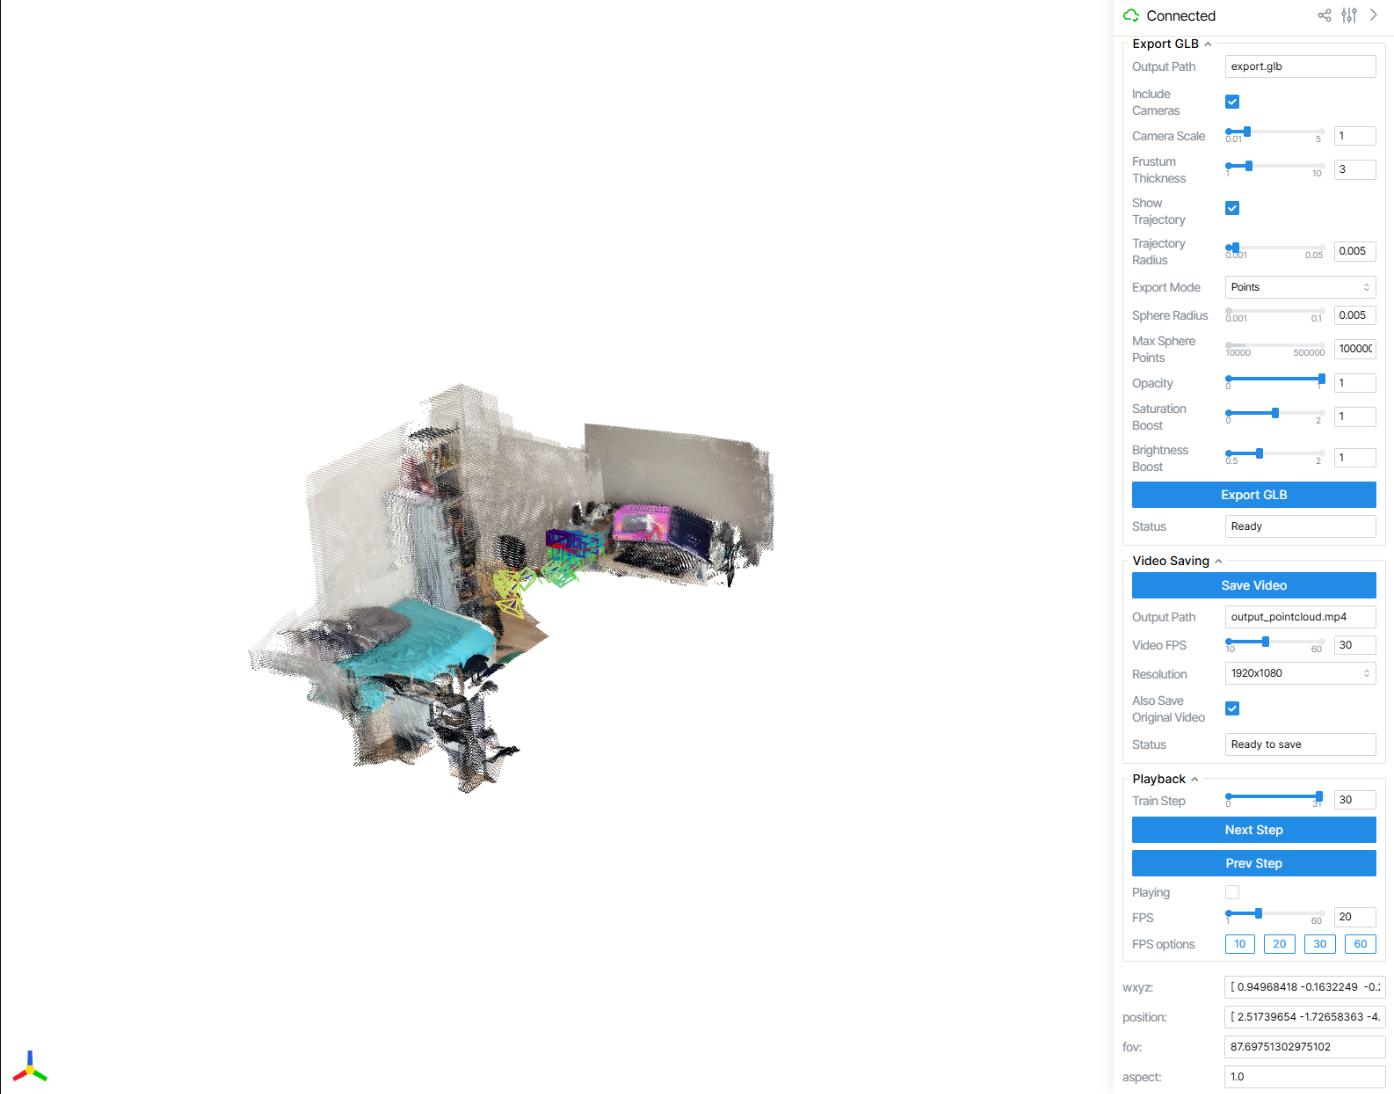 Connected
Export GLB
Output Path export.glb
Include
Cameras
Camera Scale 0.01 5 1
Frustum
Thickness 1 10 3
Show
Trajectory
Trajectory
Radius 0.001 0.05 0.005
Export Mode Points
Sphere Radius 0.001 0.1 0.005
Max Sphere
Points 10000 500000 100000
Opacity 0 1 1
Saturation
Boost 0 2 1
Brightness
Boost 0.5 2 1
Export GLB
Status Ready
Video Saving
Save Video
Output Path output_pointcloud.mp4
Video FPS 10 60 30
Resolution 1920x1080
Also Save
Original Video
Status Ready to save
Playback
Train Step 0 31 30
Next Step
Prev Step
Playing
FPS 1 60 20
FPS options 10 20 30 60
wxyz: [ 0.94968418 -0.1632249 -0.2
position: [ 2.51739654 -1.72658363 -4.
fov: 87.69751302975102
aspect: 1.0